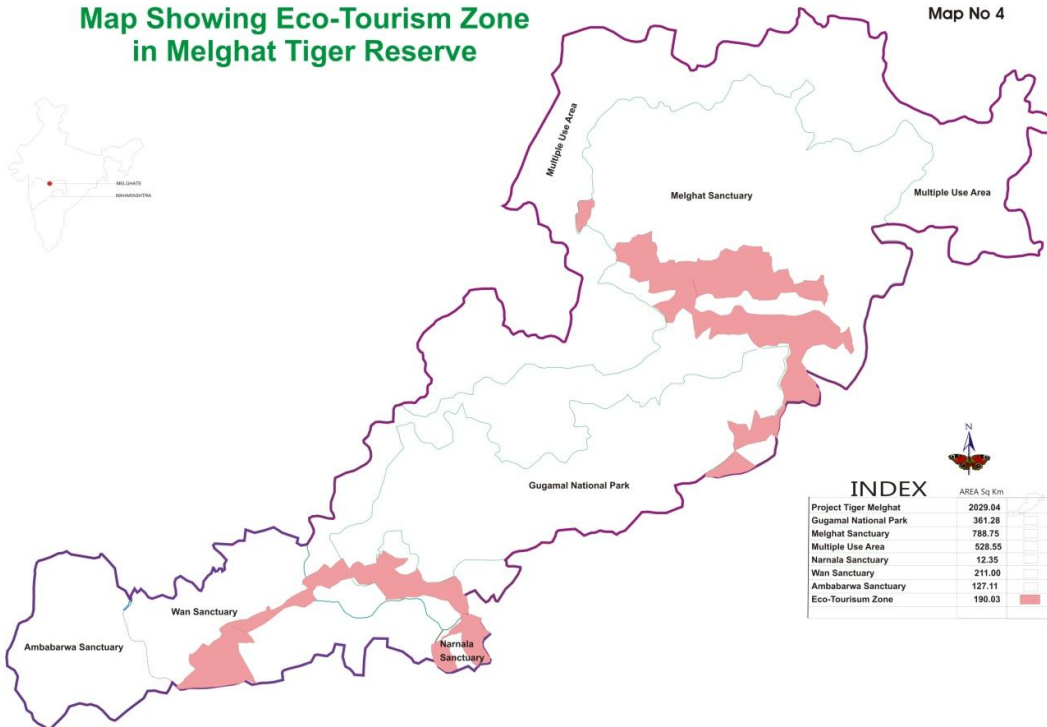 Map Showing Eco-Tourism Zone
in Melghat Tiger Reserve
Map No 4
MELGHATE
MAHARASHTRA
Multiple Use Area
Melghat Sanctuary
Multiple Use Area
Gugamal National Park
Wan Sanctuary
Ambabarwa Sanctuary
Narnala
Sanctuary
N
INDEX AREA Sq Km
Project Tiger Melghat 2029.04
Gugamal National Park 361.28
Melghat Sanctuary 788.75
Multiple Use Area 528.55
Narnala Sanctuary 12.35
Wan Sanctuary 211.00
Ambabarwa Sanctuary 127.11
Eco-Tourisum Zone 190.03